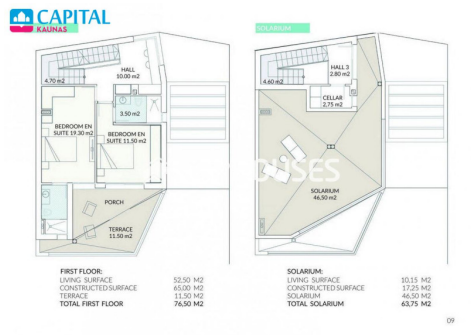 CAPITAL
KAUNAS
SOLARIUM
4.70 m2
HALL
10.00 m2
3.50 m2
BEDROOM EN
SUITE 19.30 m2
BEDROOM EN
SUITE 11.50 m2
PORCH
TERRACE
11.50 m2
4.60 m2
HALL 3
2.80 m2
CELLAR
2,75 m2
HOUSES
SOLARIUM
46,50 m2
FIRST FLOOR:
LIVING SURFACE 52,50 M2
CONSTRUCTED SURFACE 65,00 M2
TERRACE 11,50 M2
TOTAL FIRST FLOOR 76,50 M2
SOLARIUM:
LIVING SURFACE 10,15 M2
CONSTRUCTED SURFACE 17,25 M2
SOLARIUM 46,50 M2
TOTAL SOLARIUM 63,75 M2
09